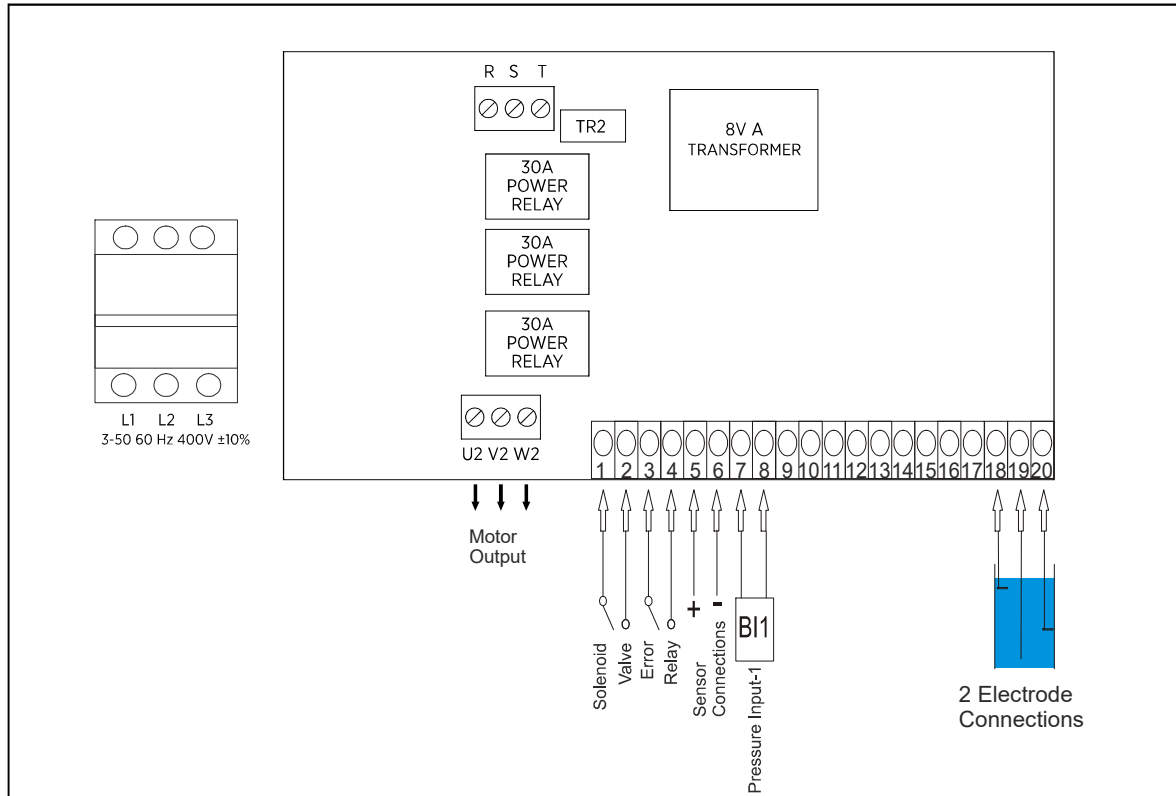 R S T
TR2
8V A
TRANSFORMER
30A
POWER
RELAY
30A
POWER
RELAY
30A
POWER
RELAY
L1 L2 L3
3-50 60 Hz 400V ±10%
U2 V2 W2
Motor
Output
1 2 3 4 5 6 7 8 9 10 11 12 13 14 15 16 17 18 19 20
Solenoid
Valve
Error
Relay
+ -
Sensor
Connections
BI1
Pressure Input-1
2 Electrode
Connections